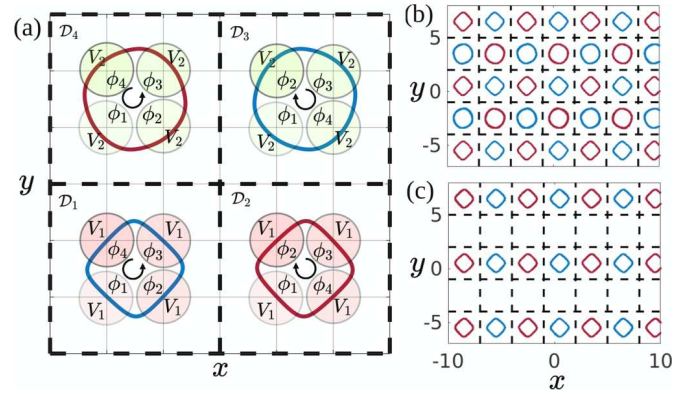 (a)
D₄
V₂ V₂
ϕ₄ ϕ₃
ϕ₁ ϕ₂
V₂ V₂
D₃
V₂ V₂
ϕ₂ ϕ₃
ϕ₁ ϕ₄
V₂ V₂
y
D₁
V₁ V₁
ϕ₄ ϕ₃
ϕ₁ ϕ₂
V₁ V₁
D₂
V₁ V₁
ϕ₂ ϕ₃
ϕ₁ ϕ₄
V₁ V₁
x
(b)
5
y 0
-5
(c)
5
y 0
-5
-10 0 10
x